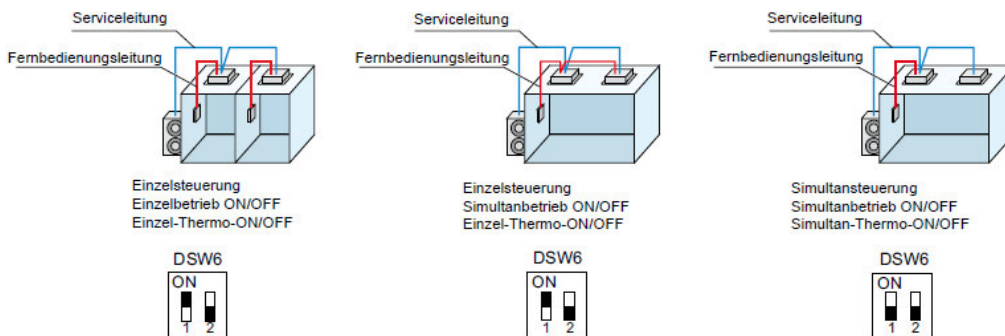 Serviceleitung
Fernbedienungsleitung
Einzelsteuerung
Einzelbetrieb ON/OFF
Einzel-Thermo-ON/OFF
DSW6
ON
1 2
Serviceleitung
Fernbedienungsleitung
Einzelsteuerung
Simultanbetrieb ON/OFF
Einzel-Thermo-ON/OFF
DSW6
ON
1 2
Serviceleitung
Fernbedienungsleitung
Simultansteuerung
Simultanbetrieb ON/OFF
Simultan-Thermo-ON/OFF
DSW6
ON
1 2